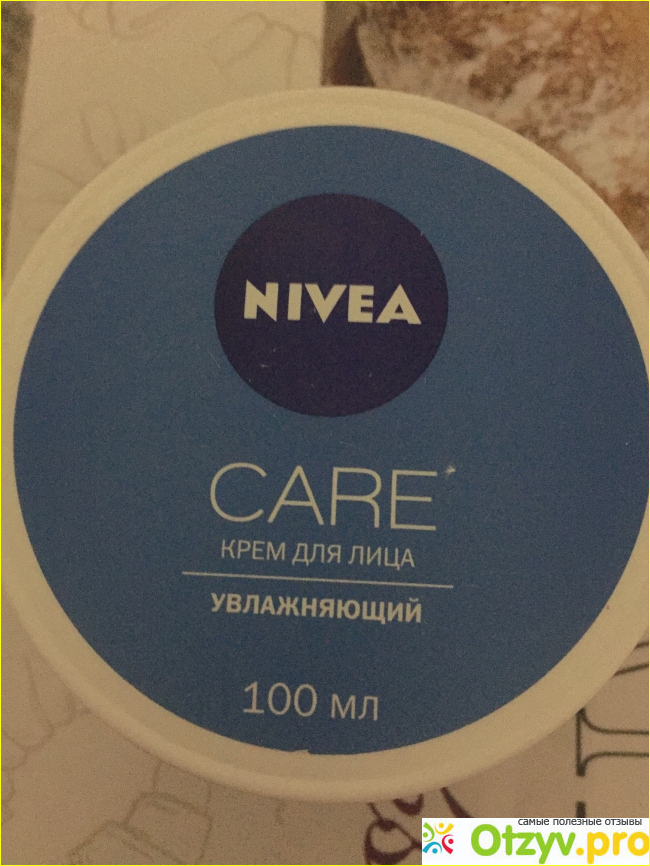 NIVEA
CARE*
КРЕМ ДЛЯ ЛИЦА
УВЛАЖНЯЮЩИЙ
100 МЛ
самые полезные отзывы
Otzyv.pro